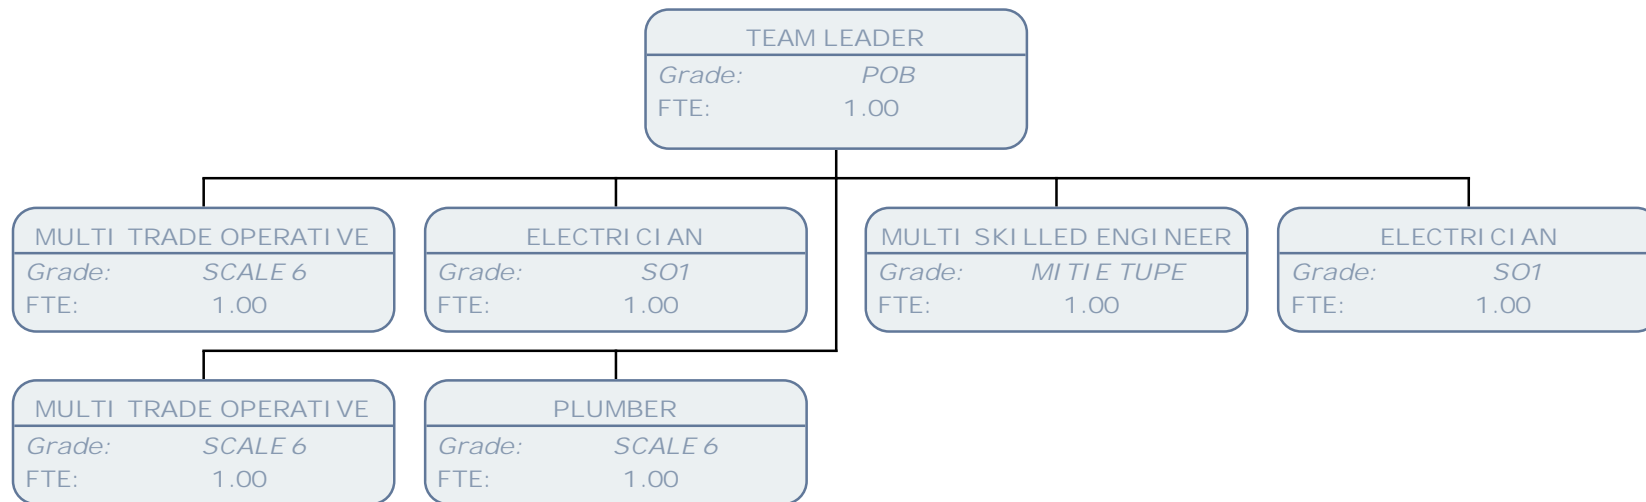 TEAM LEADER
Grade: POB
FTE: 1.00
MULTI TRADE OPERATIVE
Grade: SCALE 6
FTE: 1.00
ELECTRICIAN
Grade: SO1
FTE: 1.00
MULTI SKILLED ENGINEER
Grade: MITIE TUPE
FTE: 1.00
ELECTRICIAN
Grade: SO1
FTE: 1.00
MULTI TRADE OPERATIVE
Grade: SCALE 6
FTE: 1.00
PLUMBER
Grade: SCALE 6
FTE: 1.00